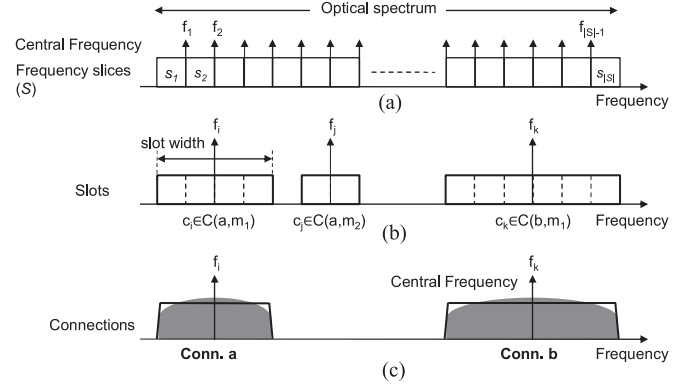 Optical spectrum
f1 f2 f|S|-1
Central Frequency
Frequency slices
(S)
s1 s2 s|S|
Frequency
(a)
fi fj fk
slot width
Slots
ci∈C(a,m1) cj∈C(a,m2) ck∈C(b,m1) Frequency
(b)
fi fk
Central Frequency
Connections
Conn. a Conn. b Frequency
(c)